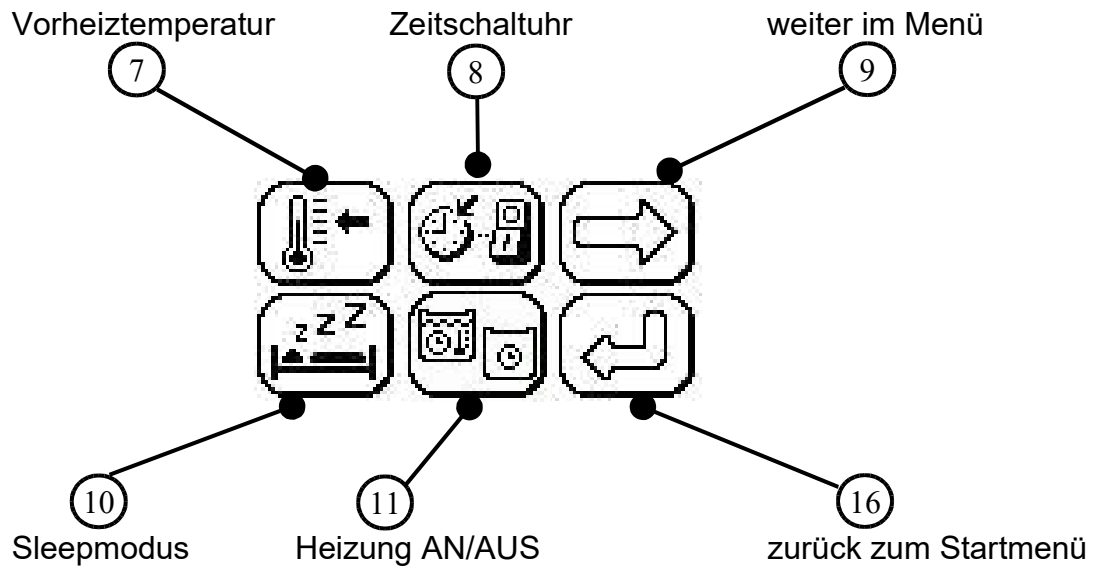 Vorheiztemperatur Zeitschaltuhr weiter im Menü
7 8 9
z z Z
10 11 16
Sleepmodus Heizung AN/AUS zurück zum Startmenü